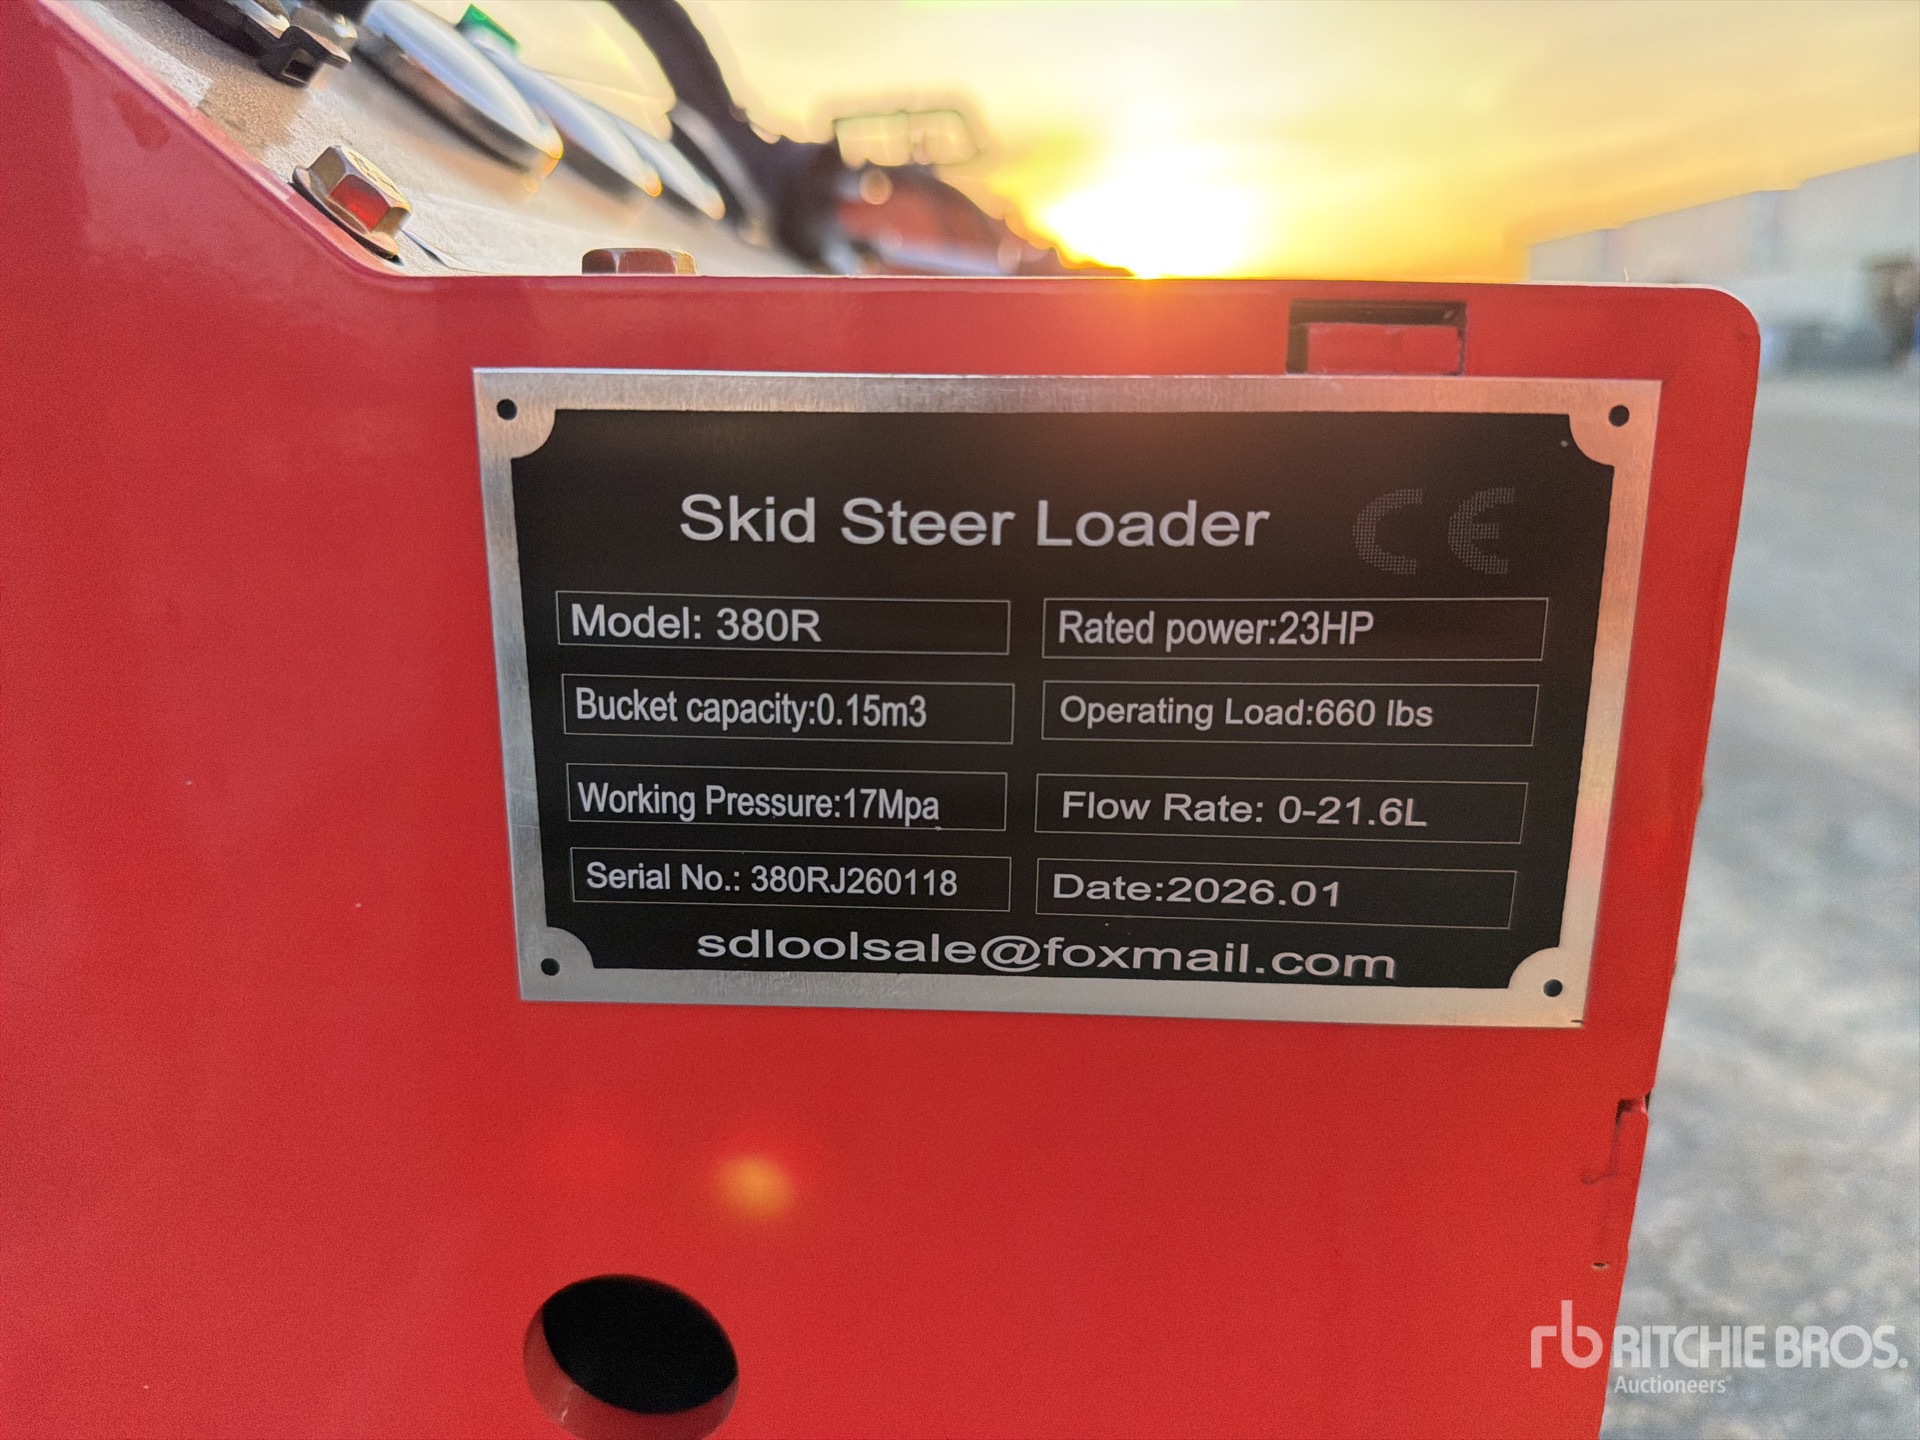 Skid Steer Loader CE
Model: 380R
Rated power:23HP
Bucket capacity:0.15m3
Operating Load:660 lbs
Working Pressure:17Mpa
Flow Rate: 0-21.6L
Serial No.: 380RJ260118
Date:2026.01
sdloolsale@foxmail.com
rb RITCHIE BROS.
Auctioneers